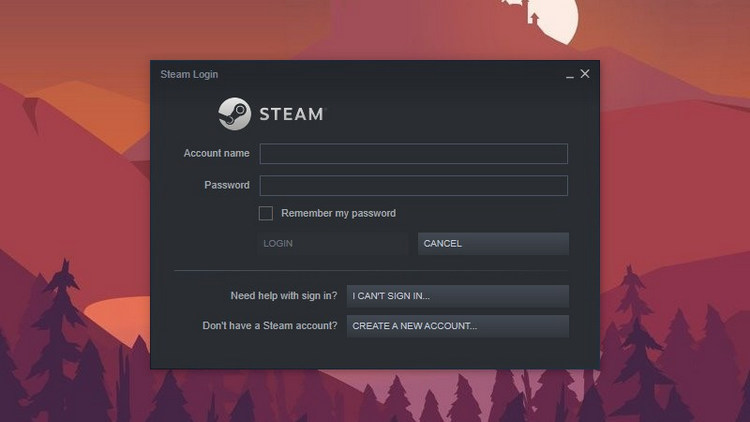 Steam Login
STEAM
Account name
Password
Remember my password
LOGIN
CANCEL
Need help with sign in?
I CAN'T SIGN IN...
Don't have a Steam account?
CREATE A NEW ACCOUNT...